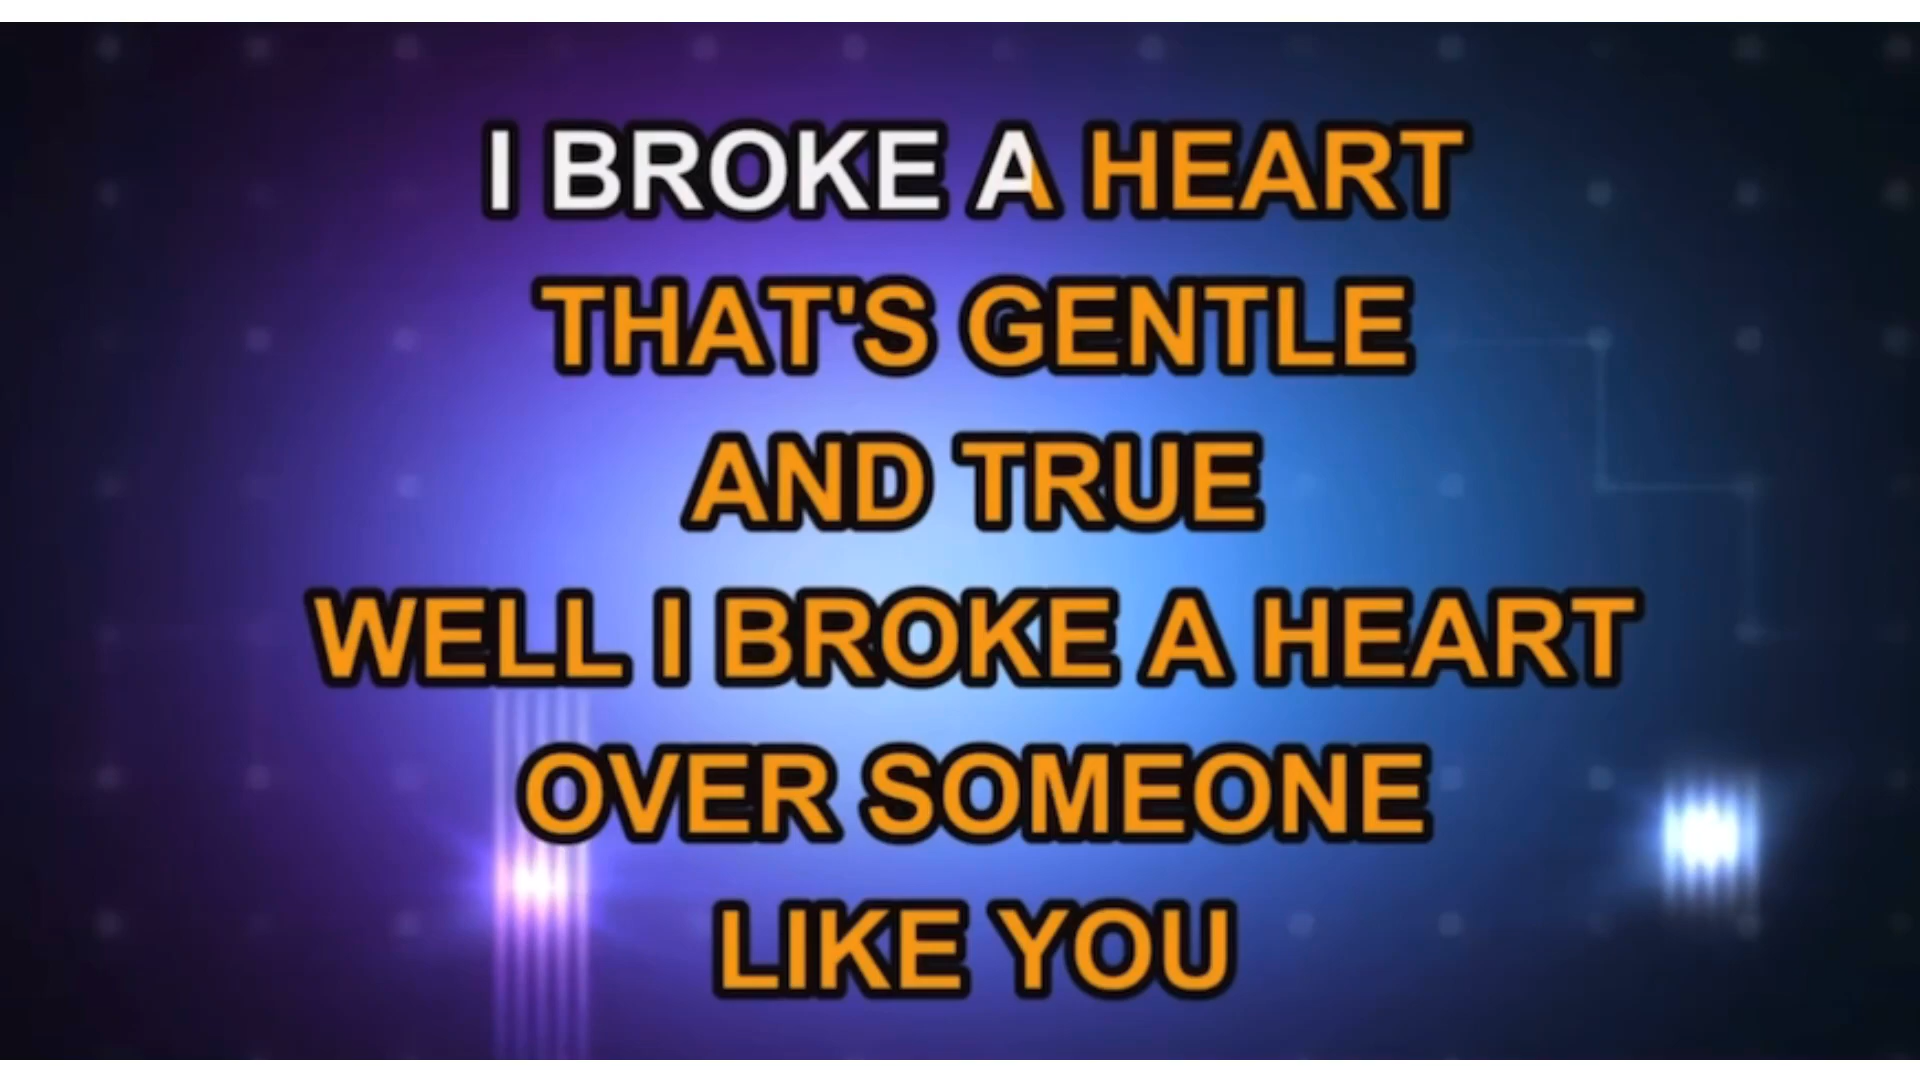 I BROKE A HEART
THAT'S GENTLE
AND TRUE
WELL I BROKE A HEART
OVER SOMEONE
LIKE YOU